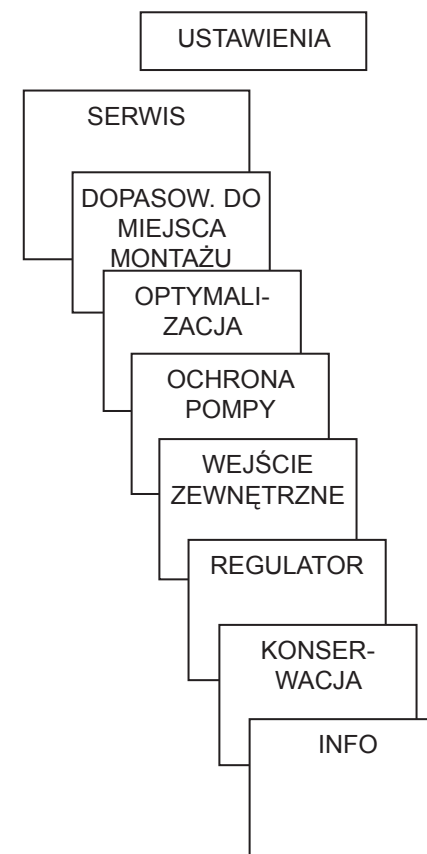 USTAWIENIA
SERWIS
DOPASOW. DO
MIEJSCA
MONTAŻU
OPTYMALI-
ZACJA
OCHRONA
POMPY
WEJŚCIE
ZEWNĘTRZNE
REGULATOR
KONSER-
WACJA
INFO